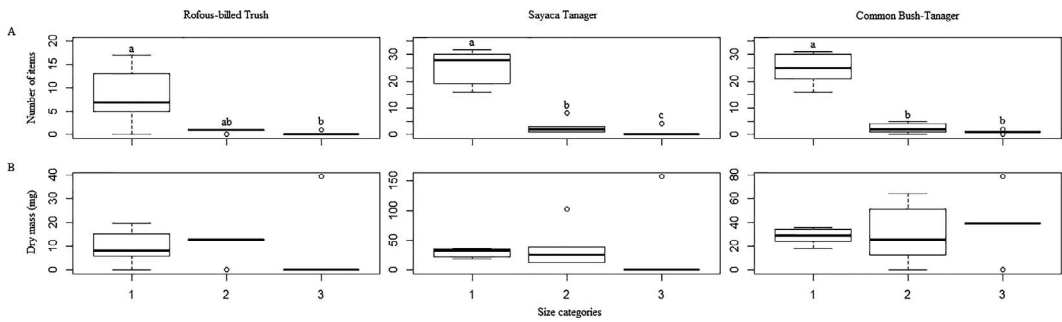 Rofous-billed Trush Sayaca Tanager Common Bush-Tanager
A
Number of items
0 5 10 15 20
a ab b
0 10 20 30
a b c
0 10 20 30
a b b
B
Dry mass (mg)
0 10 20 30 40
0 50 100 150
0 20 40 60 80
1 2 3 1 2 3 1 2 3
Size categories